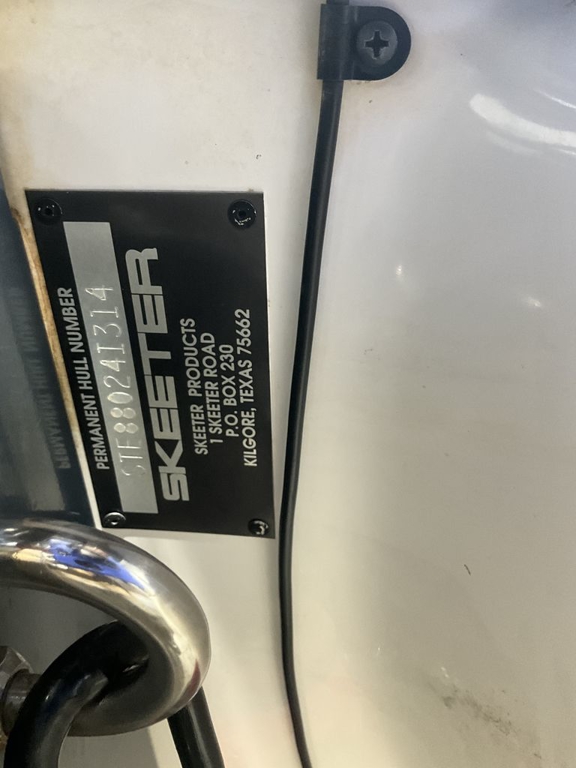 PERMANENT HULL NUMBER
STE88024I314
SKEETER
SKEETER PRODUCTS
1 SKEETER ROAD
P.O. BOX 230
KILGORE, TEXAS 75662